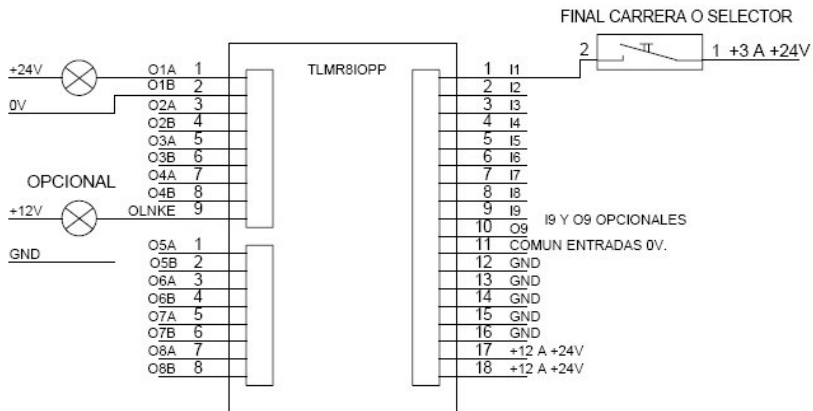 FINAL CARRERA O SELECTOR
2 1 +3 A +24V
TLMR8IOPP
+24V O1A 1
O1B 2
0V O2A 3
O2B 4
O3A 5
O3B 6
O4A 7
OPCIONAL O4B 8
+12V OLNKE 9
GND
O5A 1
O5B 2
O6A 3
O6B 4
O7A 5
O7B 6
O8A 7
O8B 8
1 I1
2 I2
3 I3
4 I4
5 I5
6 I6
7 I7
8 I8
9 I9
I9 Y O9 OPCIONALES
10 O9
11 COMUN ENTRADAS 0V.
12 GND
13 GND
14 GND
15 GND
16 GND
17 +12 A +24V
18 +12 A +24V